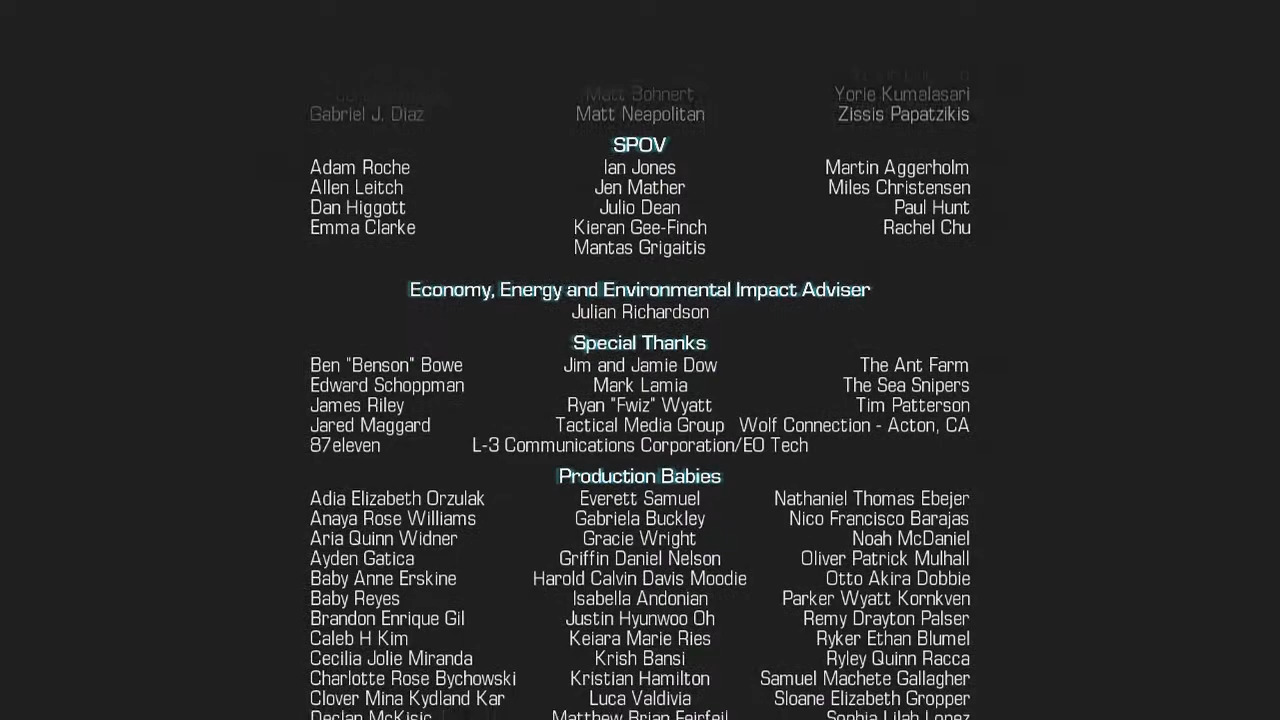 Matt Bohnert Yorie Kumalasari
Gabriel J. Diaz Matt Neapolitan Zissis Papatzikis
SPOV
Adam Roche Ian Jones Martin Aggerholm
Allen Leitch Jen Mather Miles Christensen
Dan Higgott Julio Dean Paul Hunt
Emma Clarke Kieran Gee-Finch Rachel Chu
Mantas Grigaitis
Economy, Energy and Environmental Impact Adviser
Julian Richardson
Special Thanks
Ben "Benson" Bowe Jim and Jamie Dow The Ant Farm
Edward Schoppman Mark Lamia The Sea Snipers
James Riley Ryan "Fwiz" Wyatt Tim Patterson
Jared Maggard Tactical Media Group Wolf Connection - Acton, CA
87eleven L-3 Communications Corporation/EO Tech
Production Babies
Adia Elizabeth Orzulak Everett Samuel Nathaniel Thomas Ebejer
Anaya Rose Williams Gabriela Buckley Nico Francisco Barajas
Aria Quinn Widner Gracie Wright Noah McDaniel
Ayden Gatica Griffin Daniel Nelson Oliver Patrick Mulhall
Baby Anne Erskine Harold Calvin Davis Moodie Otto Akira Dobbie
Baby Reyes Isabella Andonian Parker Wyatt Kornkven
Brandon Enrique Gil Justin Hyunwoo Oh Remy Drayton Palser
Caleb H Kim Keiara Marie Ries Ryker Ethan Blumel
Cecilia Jolie Miranda Krish Bansi Ryley Quinn Racca
Charlotte Rose Bychowski Kristian Hamilton Samuel Machete Gallagher
Clover Mina Kydland Kar Luca Valdivia Sloane Elizabeth Gropper
Declan McKisic Matthew Brian Fairfeil Sophia Lilah Lopez